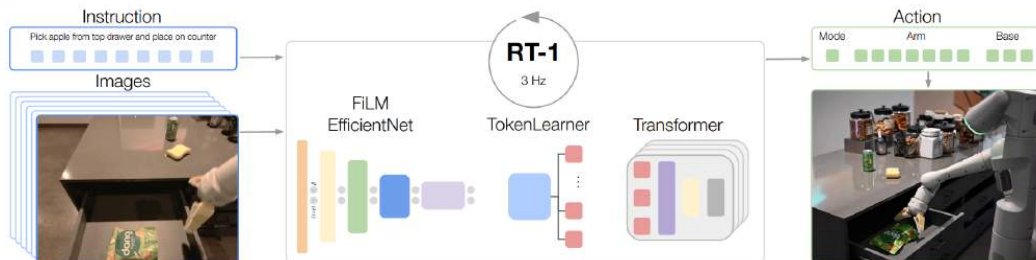 Instruction
Pick apple from top drawer and place on counter
Images
RT-1
3 Hz
FiLM
EfficientNet
TokenLearner
Transformer
Action
Mode Arm Base
dang